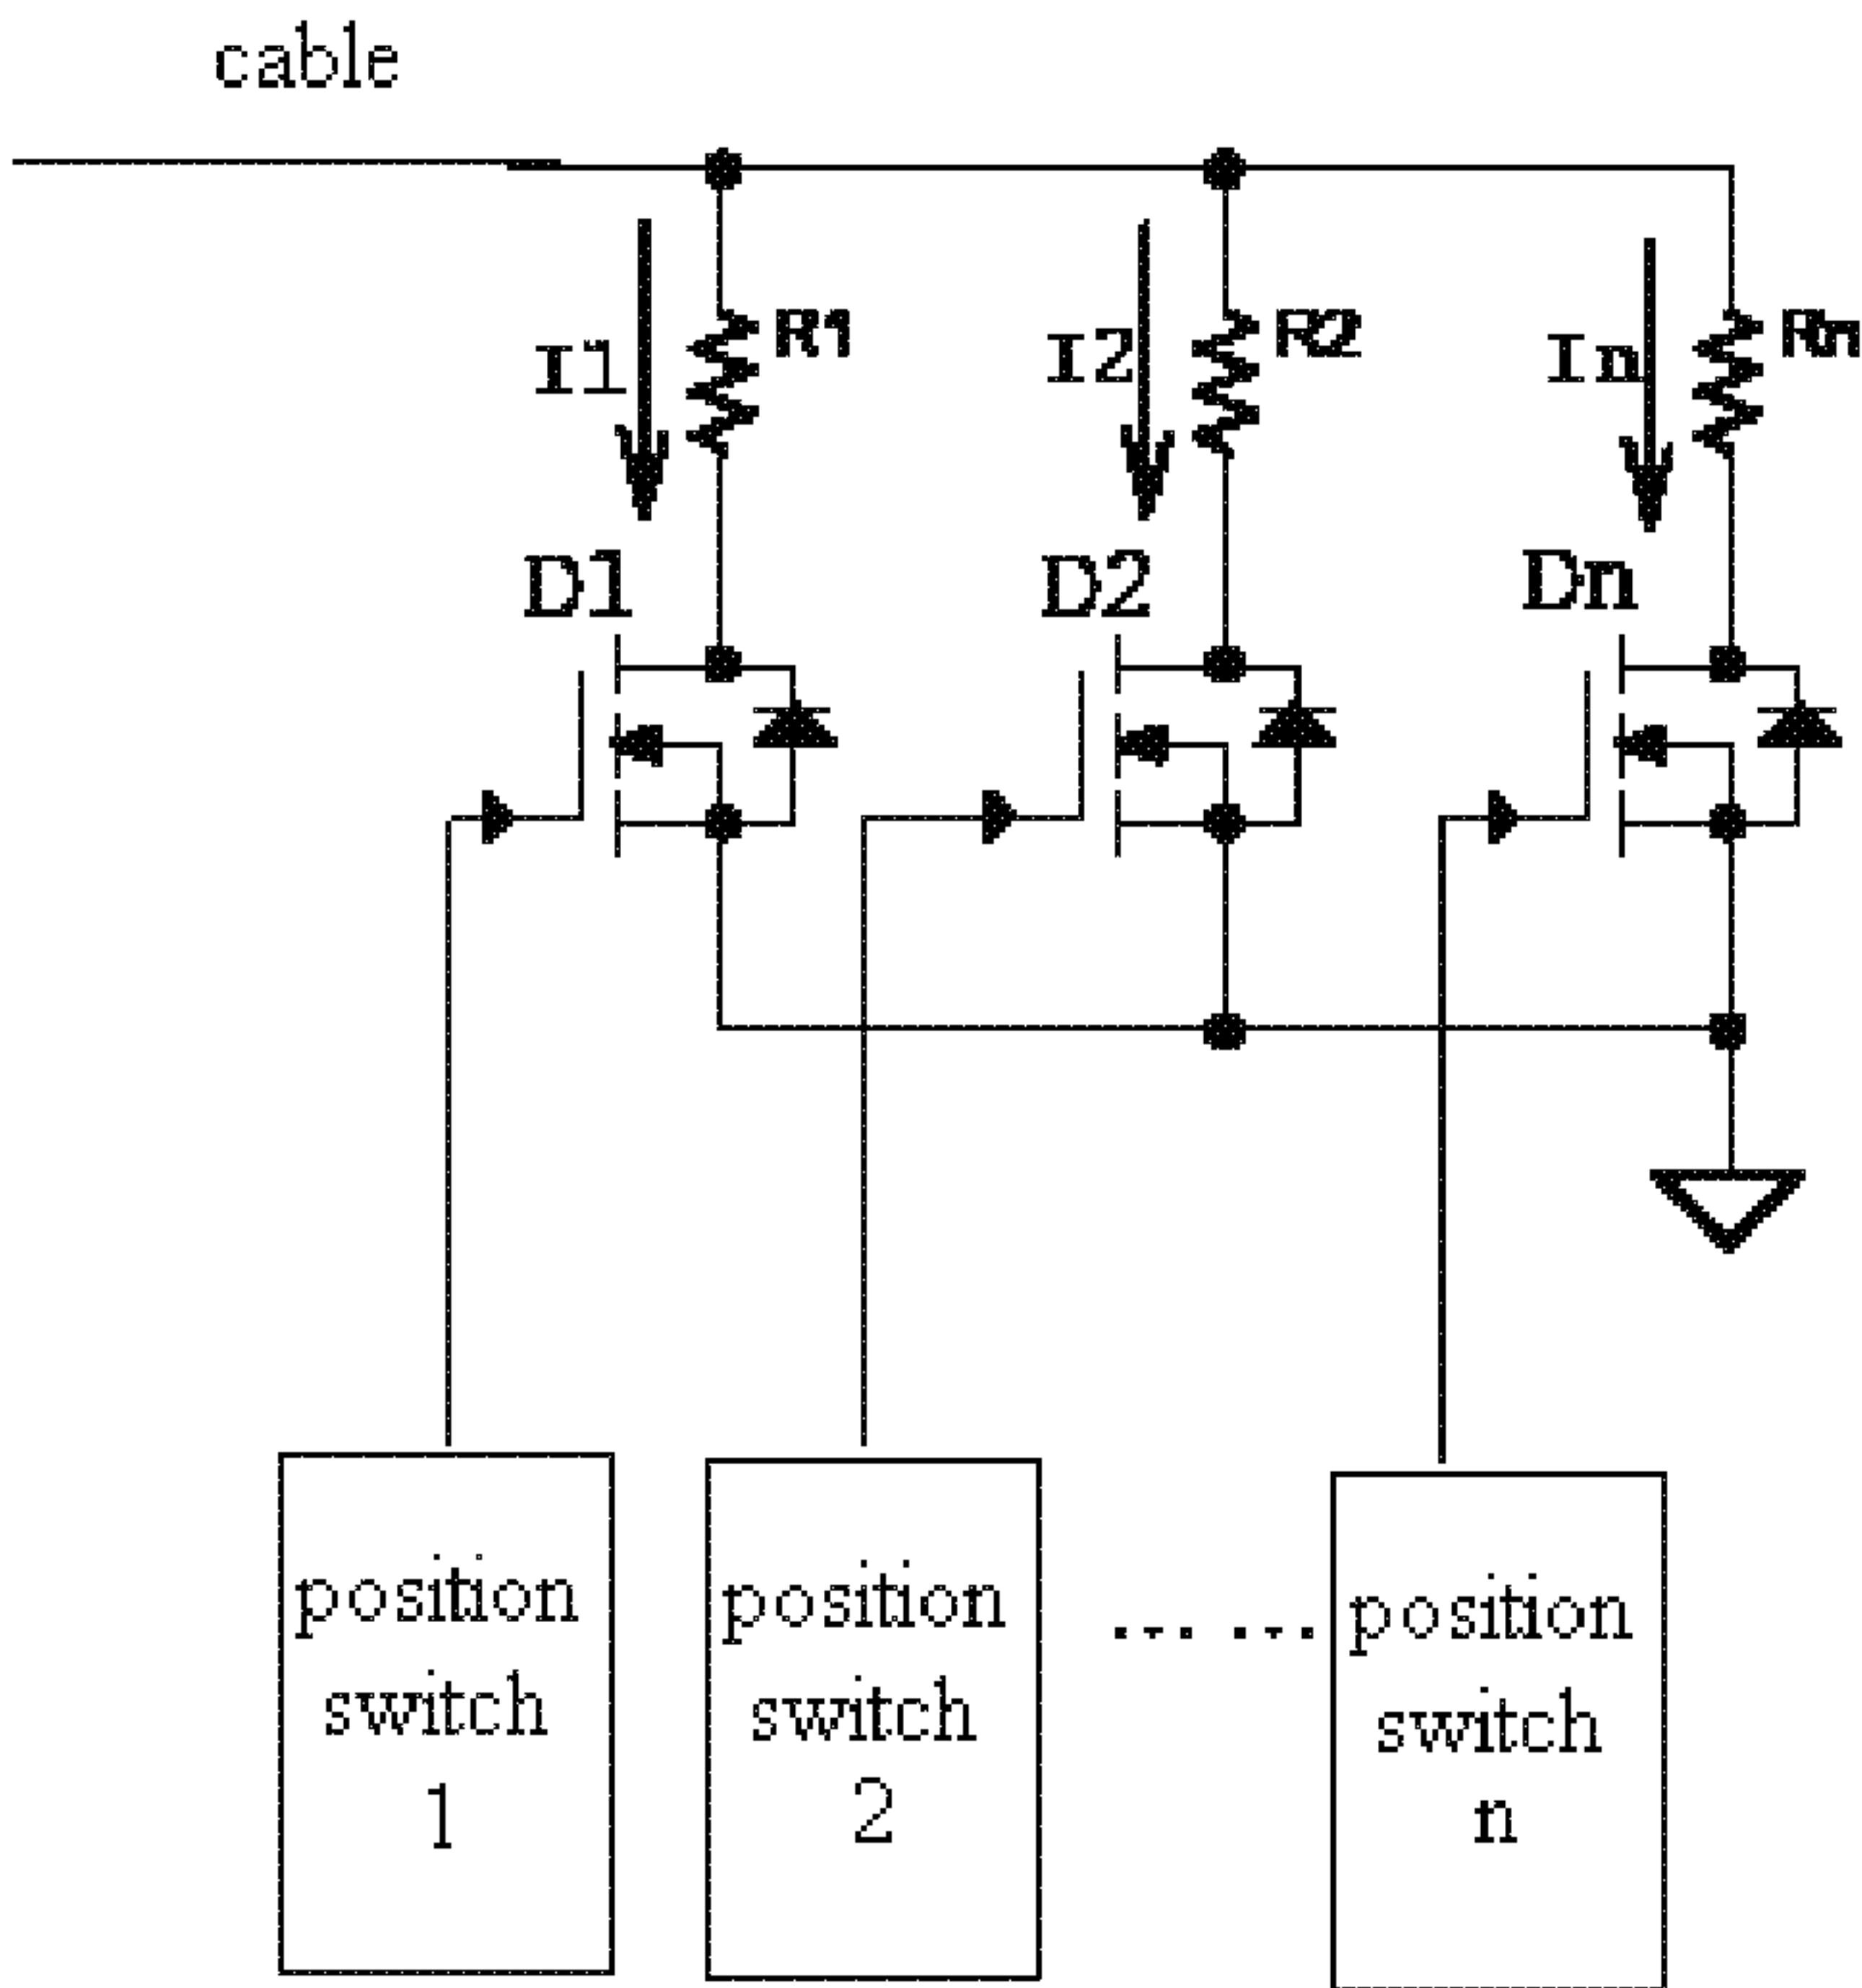 cable
I1 R1 I2 R2 In Rn
D1 D2 Dn
position switch 1
position switch 2
......
position switch n